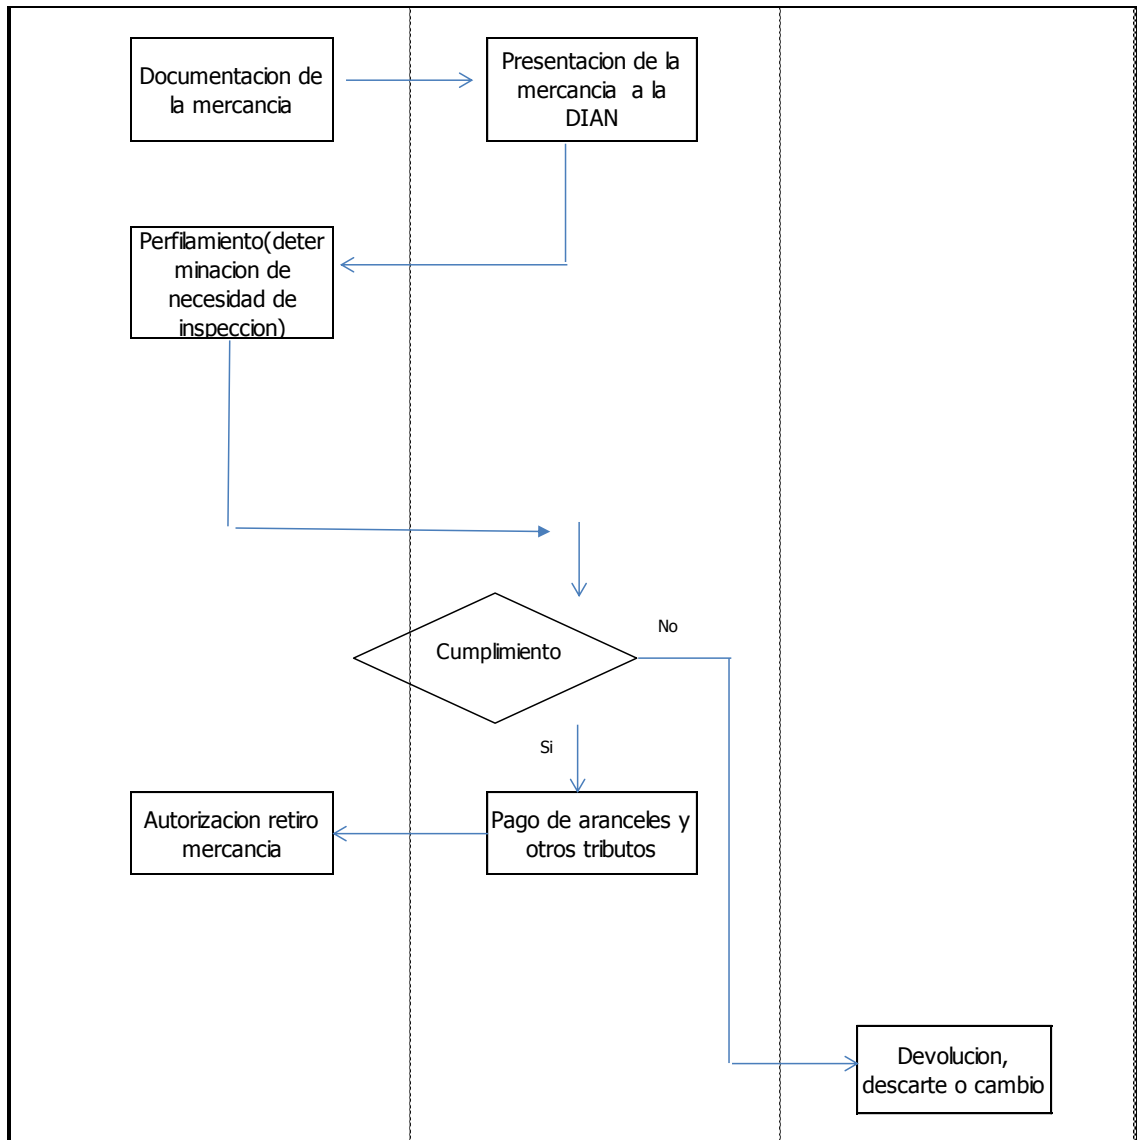 Documentacion de
la mercancia
Presentacion de la
mercancia a la
DIAN
Perfilamiento(deter
minacion de
necesidad de
inspeccion)
Cumplimiento
No
Si
Autorizacion retiro
mercancia
Pago de aranceles y
otros tributos
Devolucion,
descarte o cambio